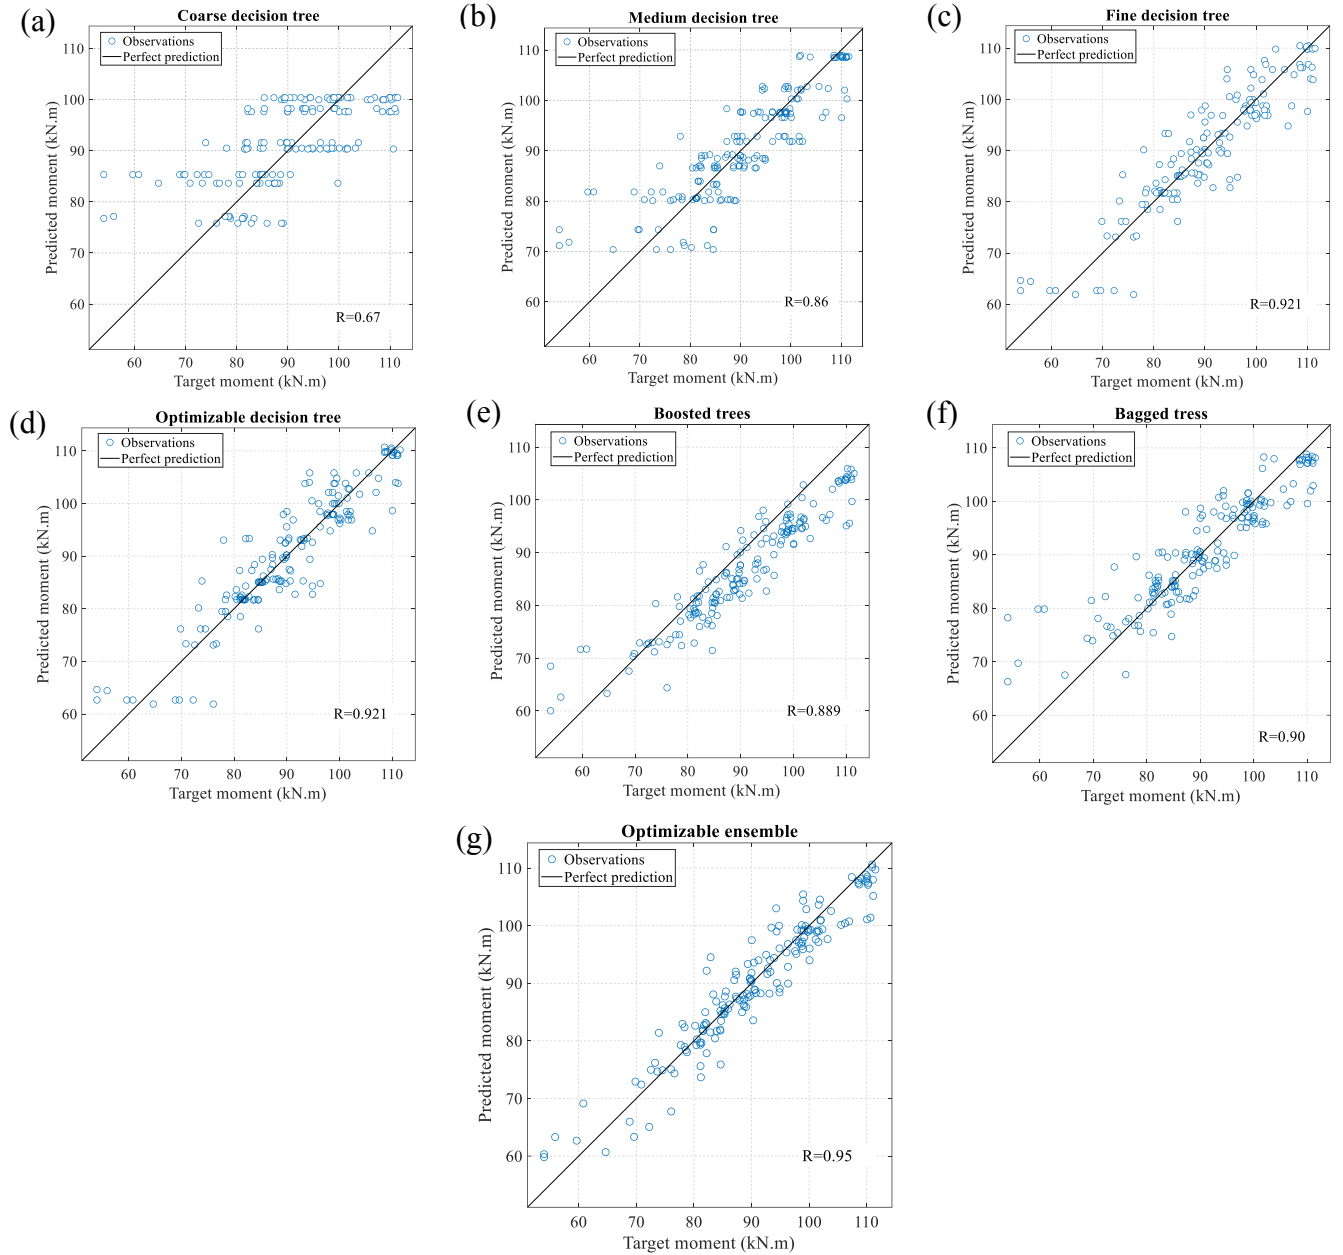 (a)
Coarse decision tree
Observations
Perfect prediction
110
100
90
80
70
60
Predicted moment (kN.m)
R=0.67
60 70 80 90 100 110
Target moment (kN.m)
(b)
Medium decision tree
Observations
Perfect prediction
110
100
90
80
70
60
Predicted moment (kN.m)
R=0.86
60 70 80 90 100 110
Target moment (kN.m)
(c)
Fine decision tree
Observations
Perfect prediction
110
100
90
80
70
60
Predicted moment (kN.m)
R=0.921
60 70 80 90 100 110
Target moment (kN.m)
(d)
Optimizable decision tree
Observations
Perfect prediction
110
100
90
80
70
60
Predicted moment (kN.m)
R=0.921
60 70 80 90 100 110
Target moment (kN.m)
(e)
Boosted trees
Observations
Perfect prediction
110
100
90
80
70
60
Predicted moment (kN.m)
R=0.889
60 70 80 90 100 110
Target moment (kN.m)
(f)
Bagged tress
Observations
Perfect prediction
110
100
90
80
70
60
Predicted moment (kN.m)
R=0.90
60 70 80 90 100 110
Target moment (kN.m)
(g)
Optimizable ensemble
Observations
Perfect prediction
110
100
90
80
70
60
Predicted moment (kN.m)
R=0.95
60 70 80 90 100 110
Target moment (kN.m)